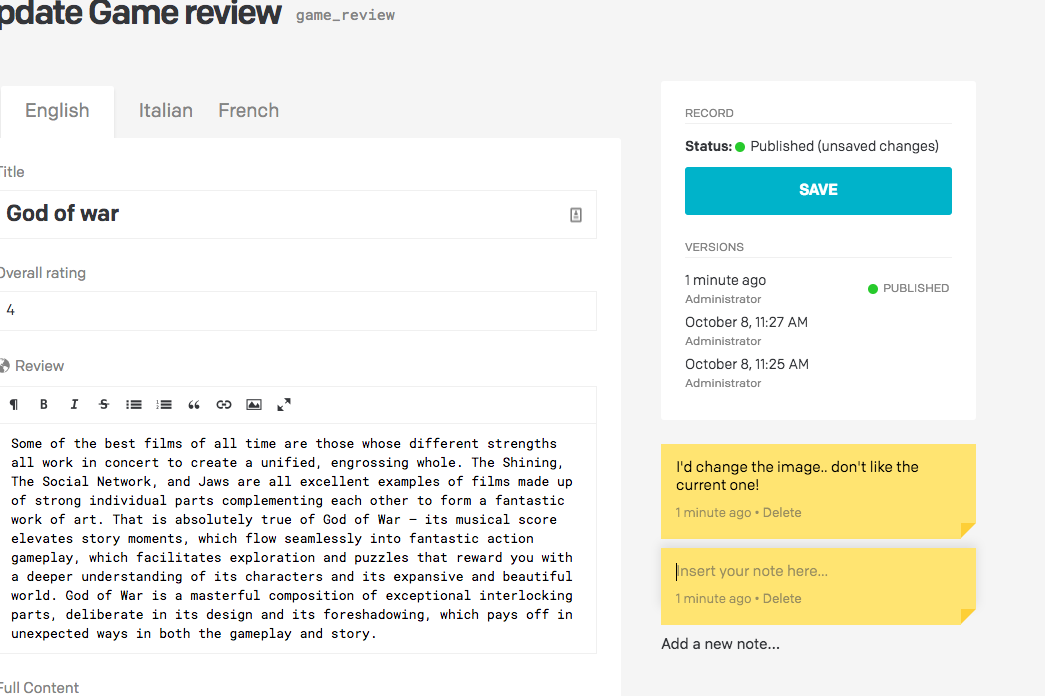 pdate Game review game_review
English Italian French
Title
God of war
Overall rating
4
Review
Some of the best films of all time are those whose different strengths
all work in concert to create a unified, engrossing whole. The Shining,
The Social Network, and Jaws are all excellent examples of films made up
of strong individual parts complementing each other to form a fantastic
work of art. That is absolutely true of God of War – its musical score
elevates story moments, which flow seamlessly into fantastic action
gameplay, which facilitates exploration and puzzles that reward you with
a deeper understanding of its characters and its expansive and beautiful
world. God of War is a masterful composition of exceptional interlocking
parts, deliberate in its design and its foreshadowing, which pays off in
unexpected ways in both the gameplay and story.
Full Content
RECORD
Status: Published (unsaved changes)
SAVE
VERSIONS
1 minute ago
Administrator
PUBLISHED
October 8, 11:27 AM
Administrator
October 8, 11:25 AM
Administrator
I'd change the image.. don't like the
current one!
1 minute ago • Delete
Insert your note here...
1 minute ago • Delete
Add a new note...